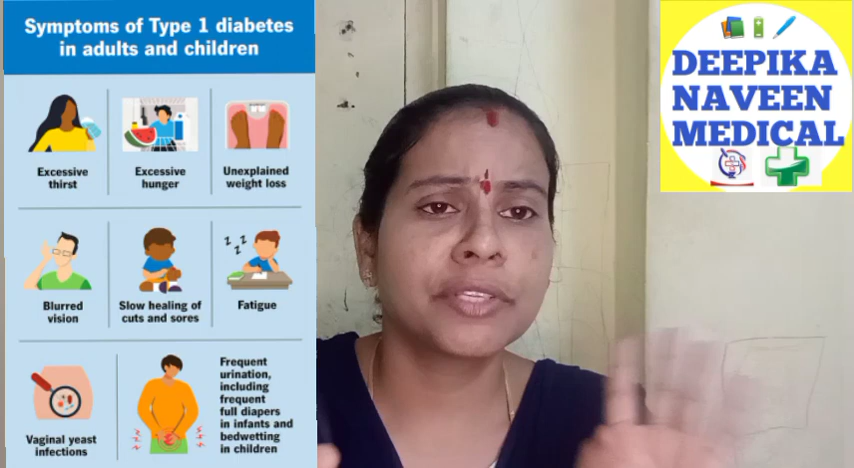 Symptoms of Type 1 diabetes
in adults and children
Excessive
thirst
Excessive
hunger
Unexplained
weight loss
Blurred
vision
Slow healing of
cuts and sores
Fatigue
Vaginal yeast
infections
Frequent
urination,
including
frequent
full diapers
in infants and
bedwetting
in children
DEEPIKA
NAVEEN
MEDICAL